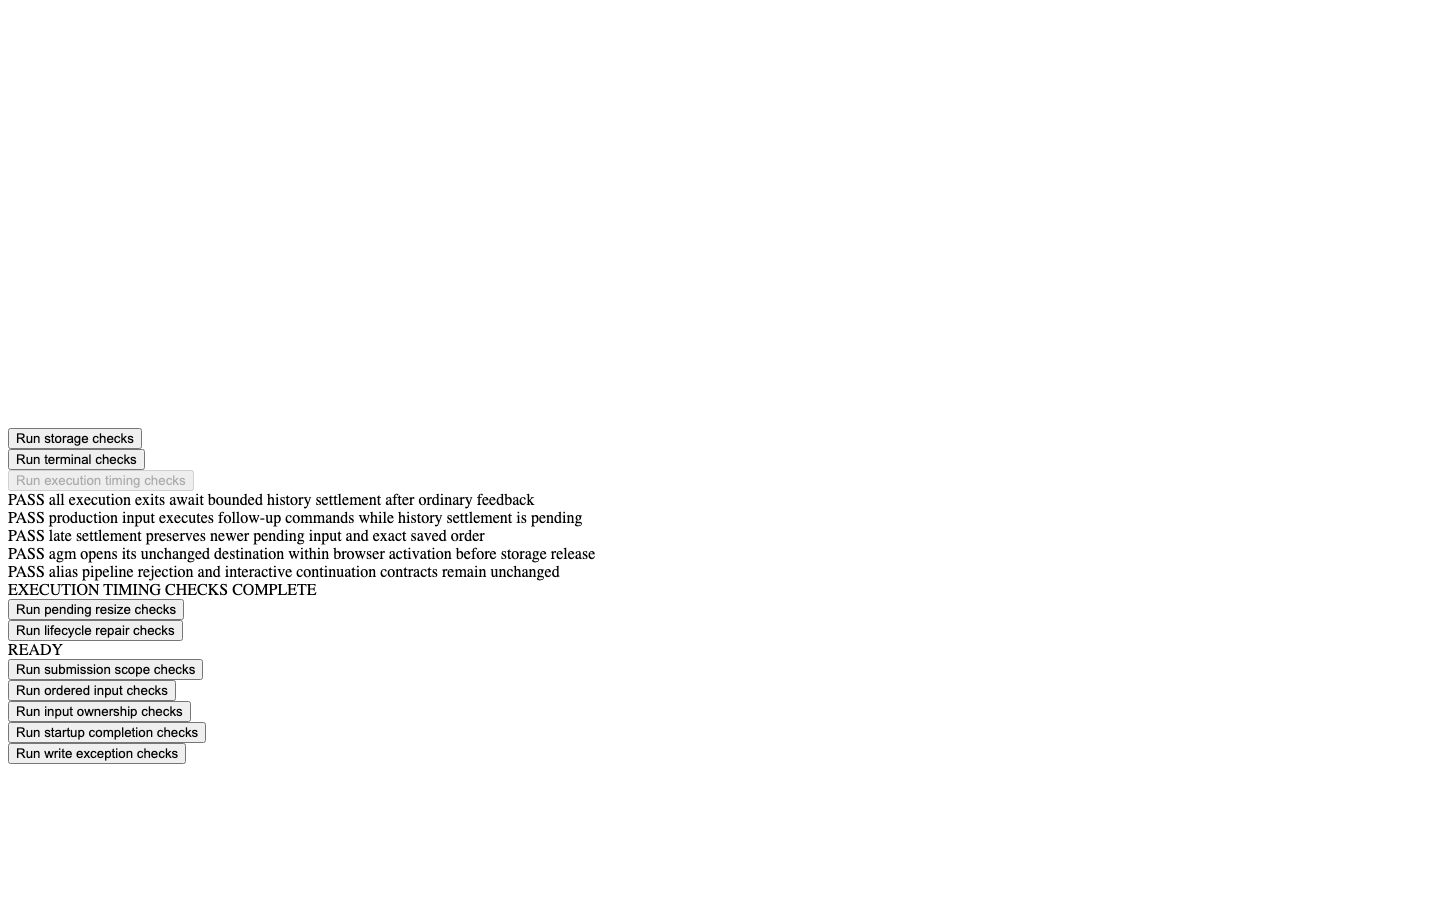 Run storage checks
Run terminal checks
Run execution timing checks
PASS all execution exits await bounded history settlement after ordinary feedback
PASS production input executes follow-up commands while history settlement is pending
PASS late settlement preserves newer pending input and exact saved order
PASS agm opens its unchanged destination within browser activation before storage release
PASS alias pipeline rejection and interactive continuation contracts remain unchanged
EXECUTION TIMING CHECKS COMPLETE
Run pending resize checks
Run lifecycle repair checks
READY
Run submission scope checks
Run ordered input checks
Run input ownership checks
Run startup completion checks
Run write exception checks